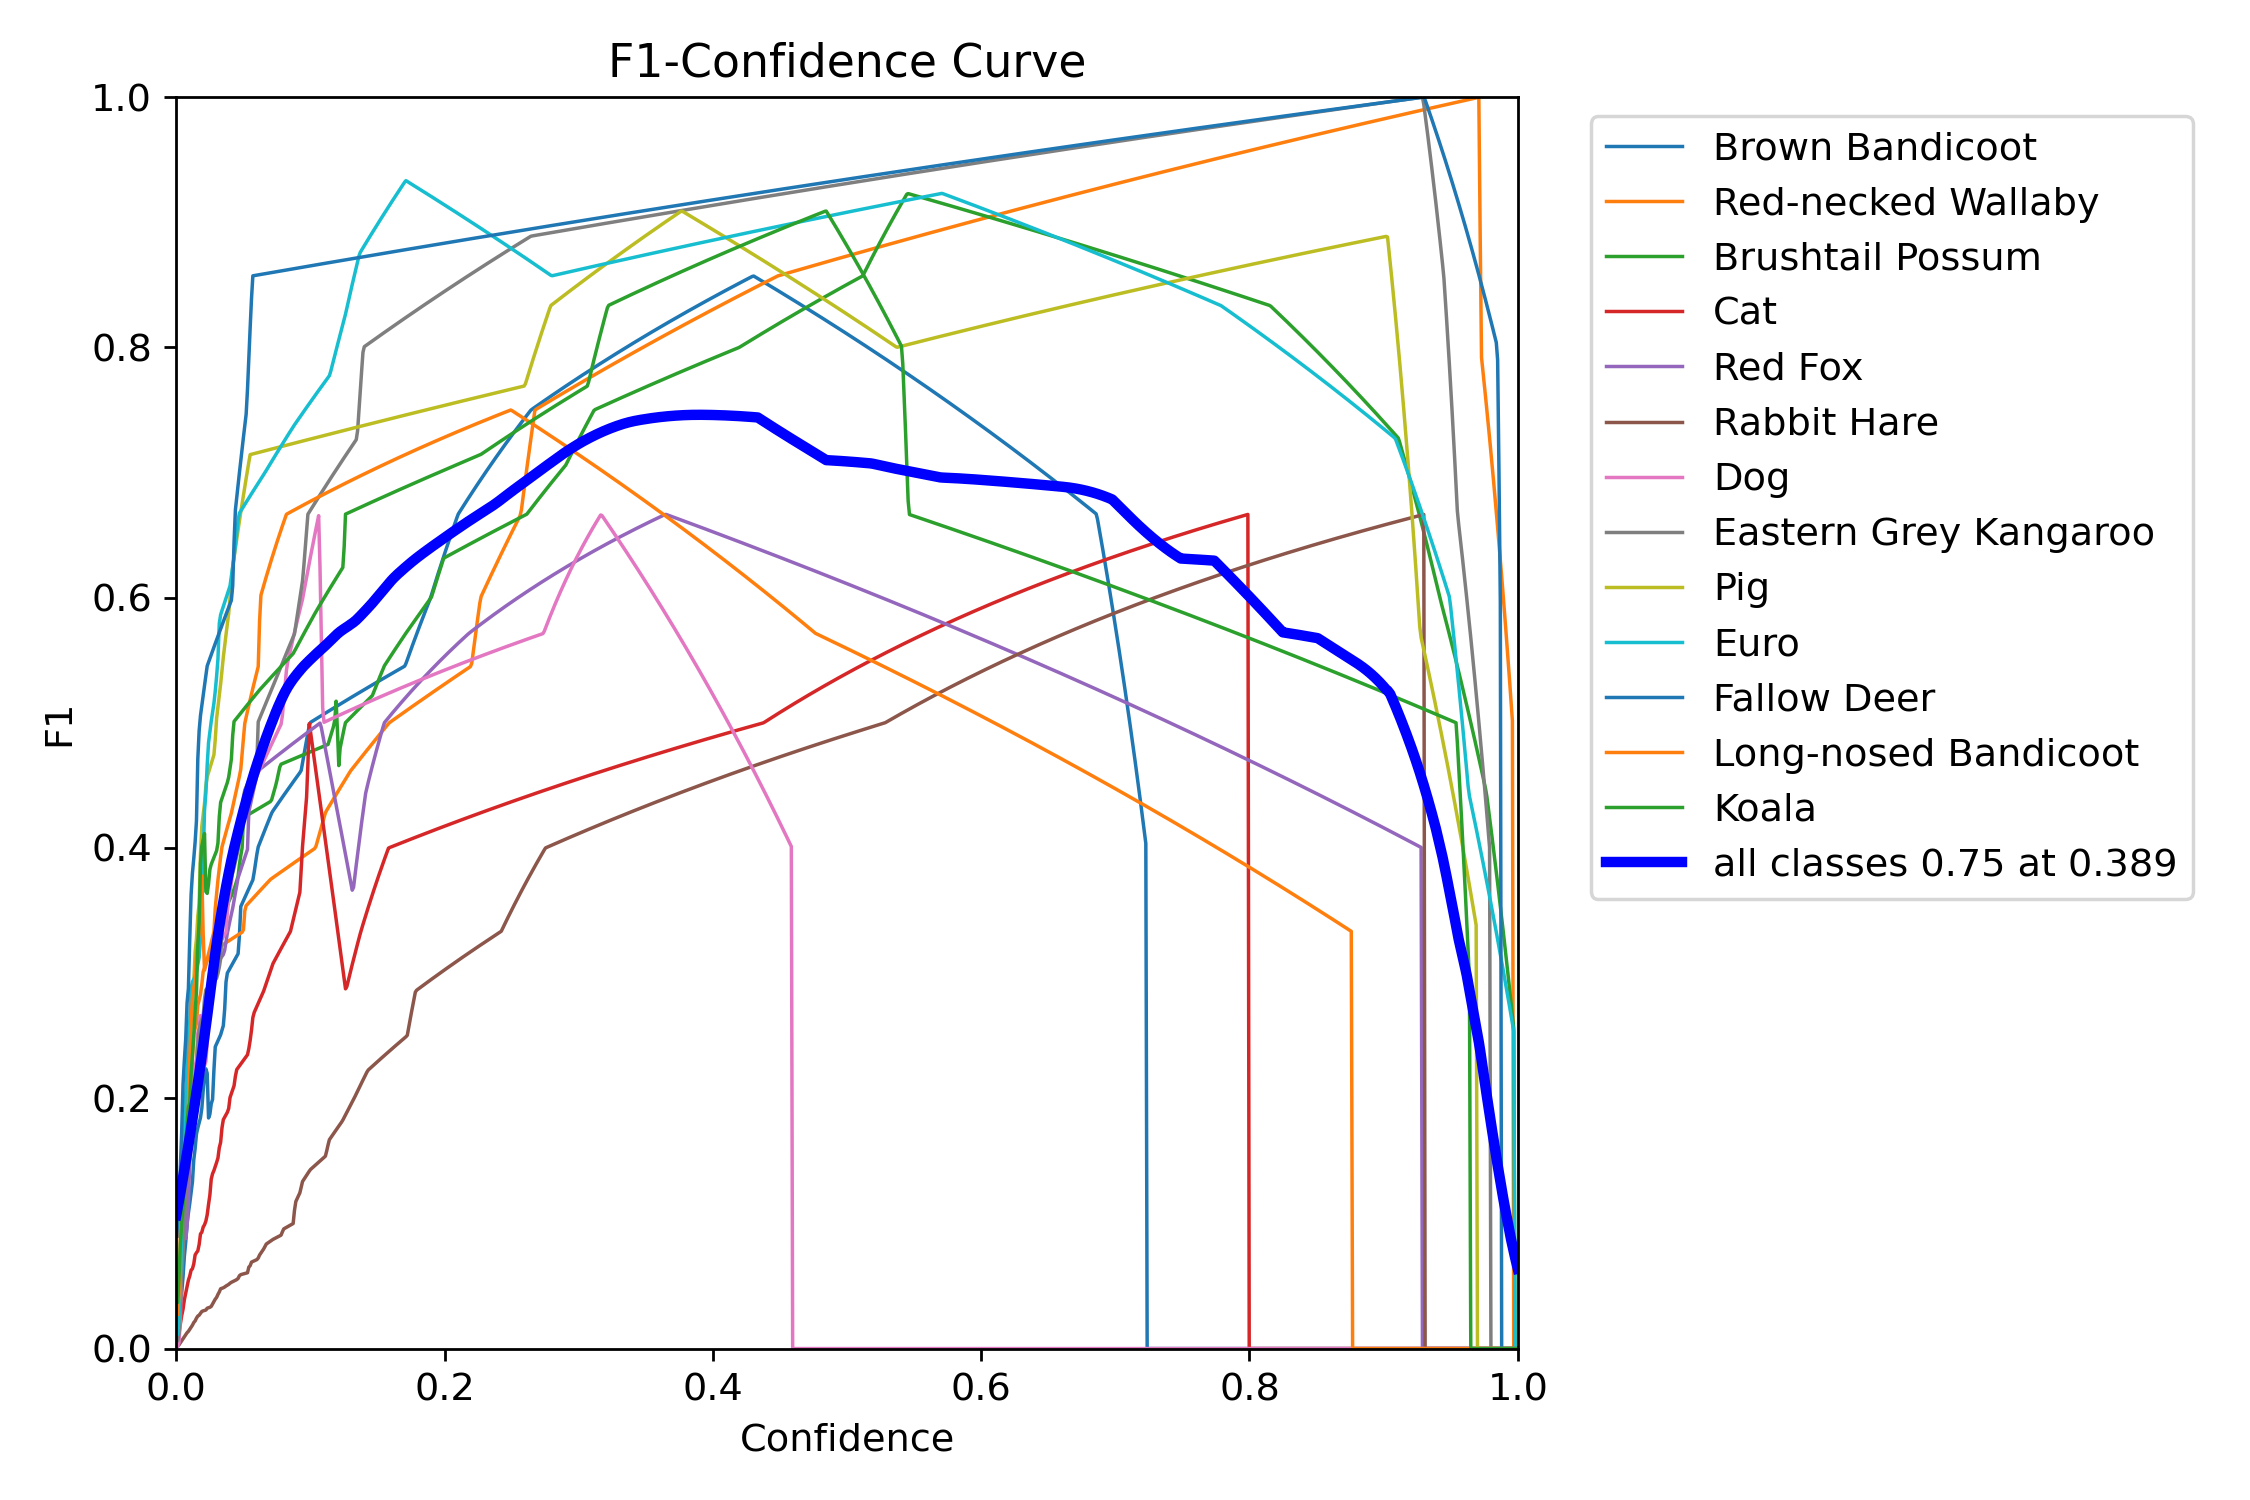 F1-Confidence Curve
1.0
0.8
0.6
0.4
0.2
0.0
F1
0.0 0.2 0.4 0.6 0.8 1.0
Confidence
Brown Bandicoot
Red-necked Wallaby
Brushtail Possum
Cat
Red Fox
Rabbit Hare
Dog
Eastern Grey Kangaroo
Pig
Euro
Fallow Deer
Long-nosed Bandicoot
Koala
all classes 0.75 at 0.389